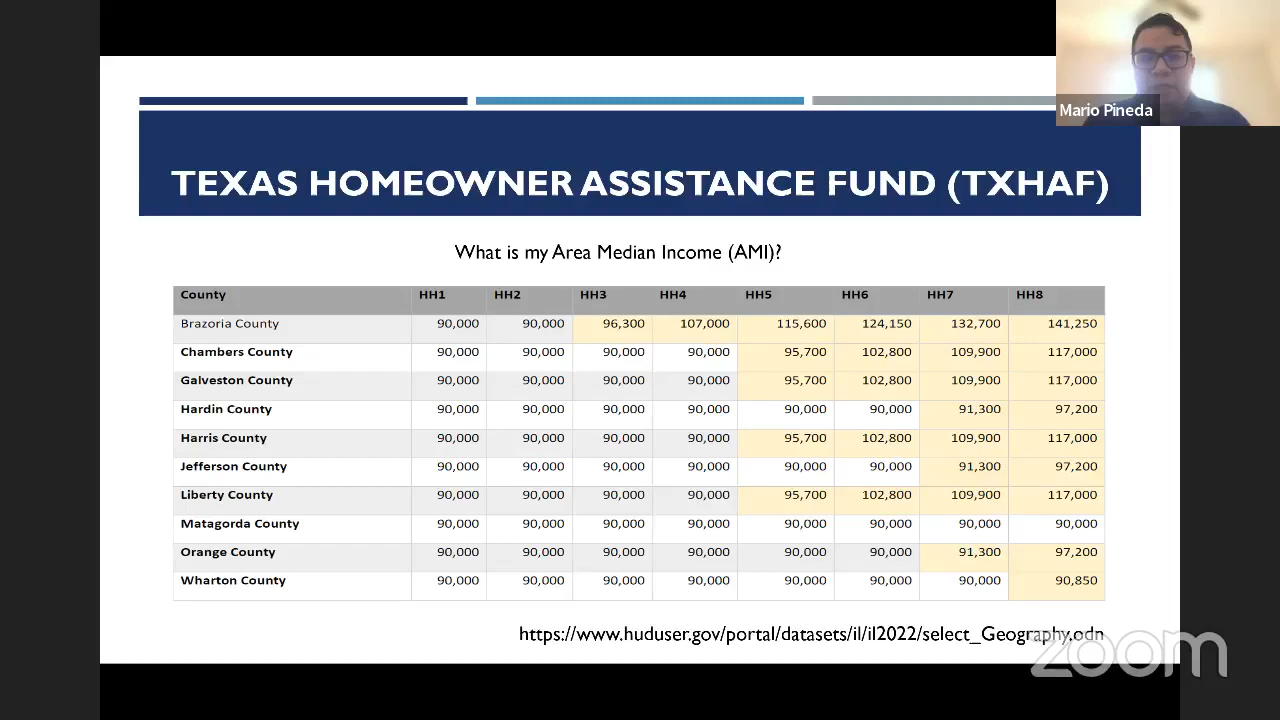 Mario Pineda
TEXAS HOMEOWNER ASSISTANCE FUND (TXHAF)
What is my Area Median Income (AMI)?
County HH1 HH2 HH3 HH4 HH5 HH6 HH7 HH8
Brazoria County 90,000 90,000 96,300 107,000 115,600 124,150 132,700 141,250
Chambers County 90,000 90,000 90,000 90,000 95,700 102,800 109,900 117,000
Galveston County 90,000 90,000 90,000 90,000 95,700 102,800 109,900 117,000
Hardin County 90,000 90,000 90,000 90,000 90,000 90,000 91,300 97,200
Harris County 90,000 90,000 90,000 90,000 95,700 102,800 109,900 117,000
Jefferson County 90,000 90,000 90,000 90,000 90,000 90,000 91,300 97,200
Liberty County 90,000 90,000 90,000 90,000 95,700 102,800 109,900 117,000
Matagorda County 90,000 90,000 90,000 90,000 90,000 90,000 90,000 90,000
Orange County 90,000 90,000 90,000 90,000 90,000 90,000 91,300 97,200
Wharton County 90,000 90,000 90,000 90,000 90,000 90,000 90,000 90,850
https://www.huduser.gov/portal/datasets/il/il2022/select_Geography.odn
zoom